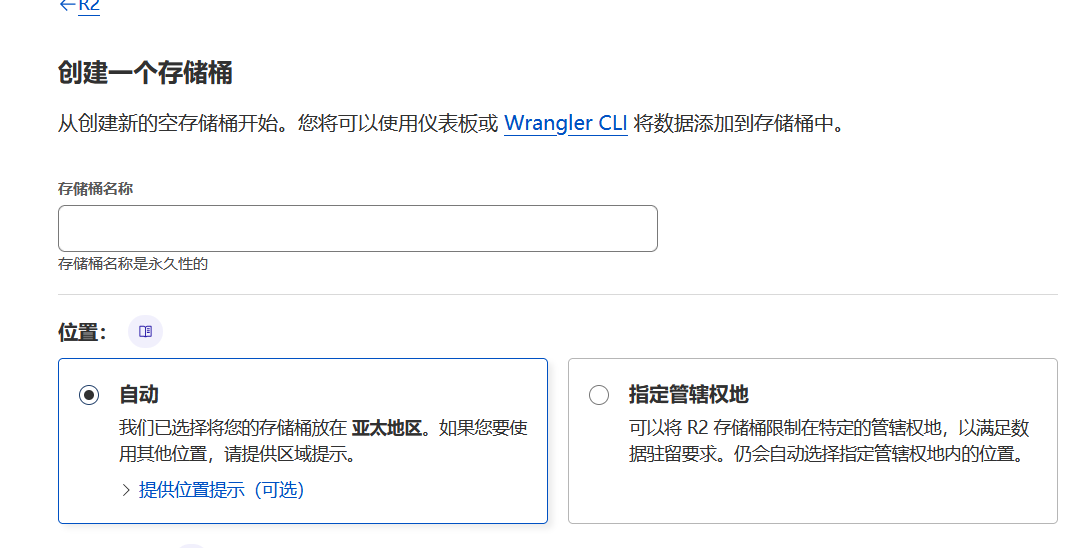 ←R2
创建一个存储桶
从创建新的空存储桶开始。您将可以使用仪表板或 Wrangler CLI 将数据添加到存储桶中。
存储桶名称
存储桶名称是永久性的
位置：
自动
我们已选择将您的存储桶放在 亚太地区。如果您要使
用其他位置，请提供区域提示。
提供位置提示（可选）
指定管辖权地
可以将 R2 存储桶限制在特定的管辖权地，以满足数
据驻留要求。仍会自动选择指定管辖权地内的位置。